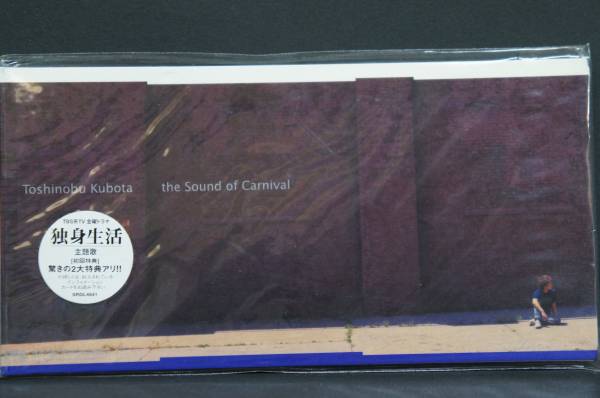 Toshinobu Kubota
the Sound of Carnival
TBS系TV金曜ドラマ
独身生活
主題歌
[初回特典]
驚きの2大特典アリ!!